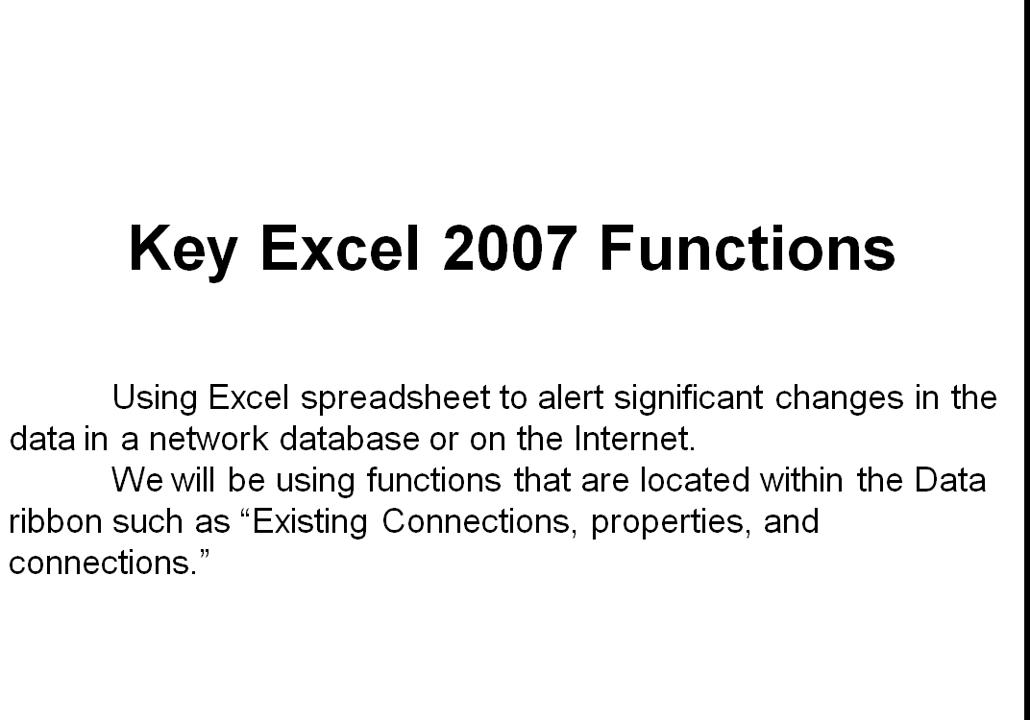 Key Excel 2007 Functions
Using Excel spreadsheet to alert significant changes in the
data in a network database or on the Internet.
We will be using functions that are located within the Data
ribbon such as “Existing Connections, properties, and
connections.”